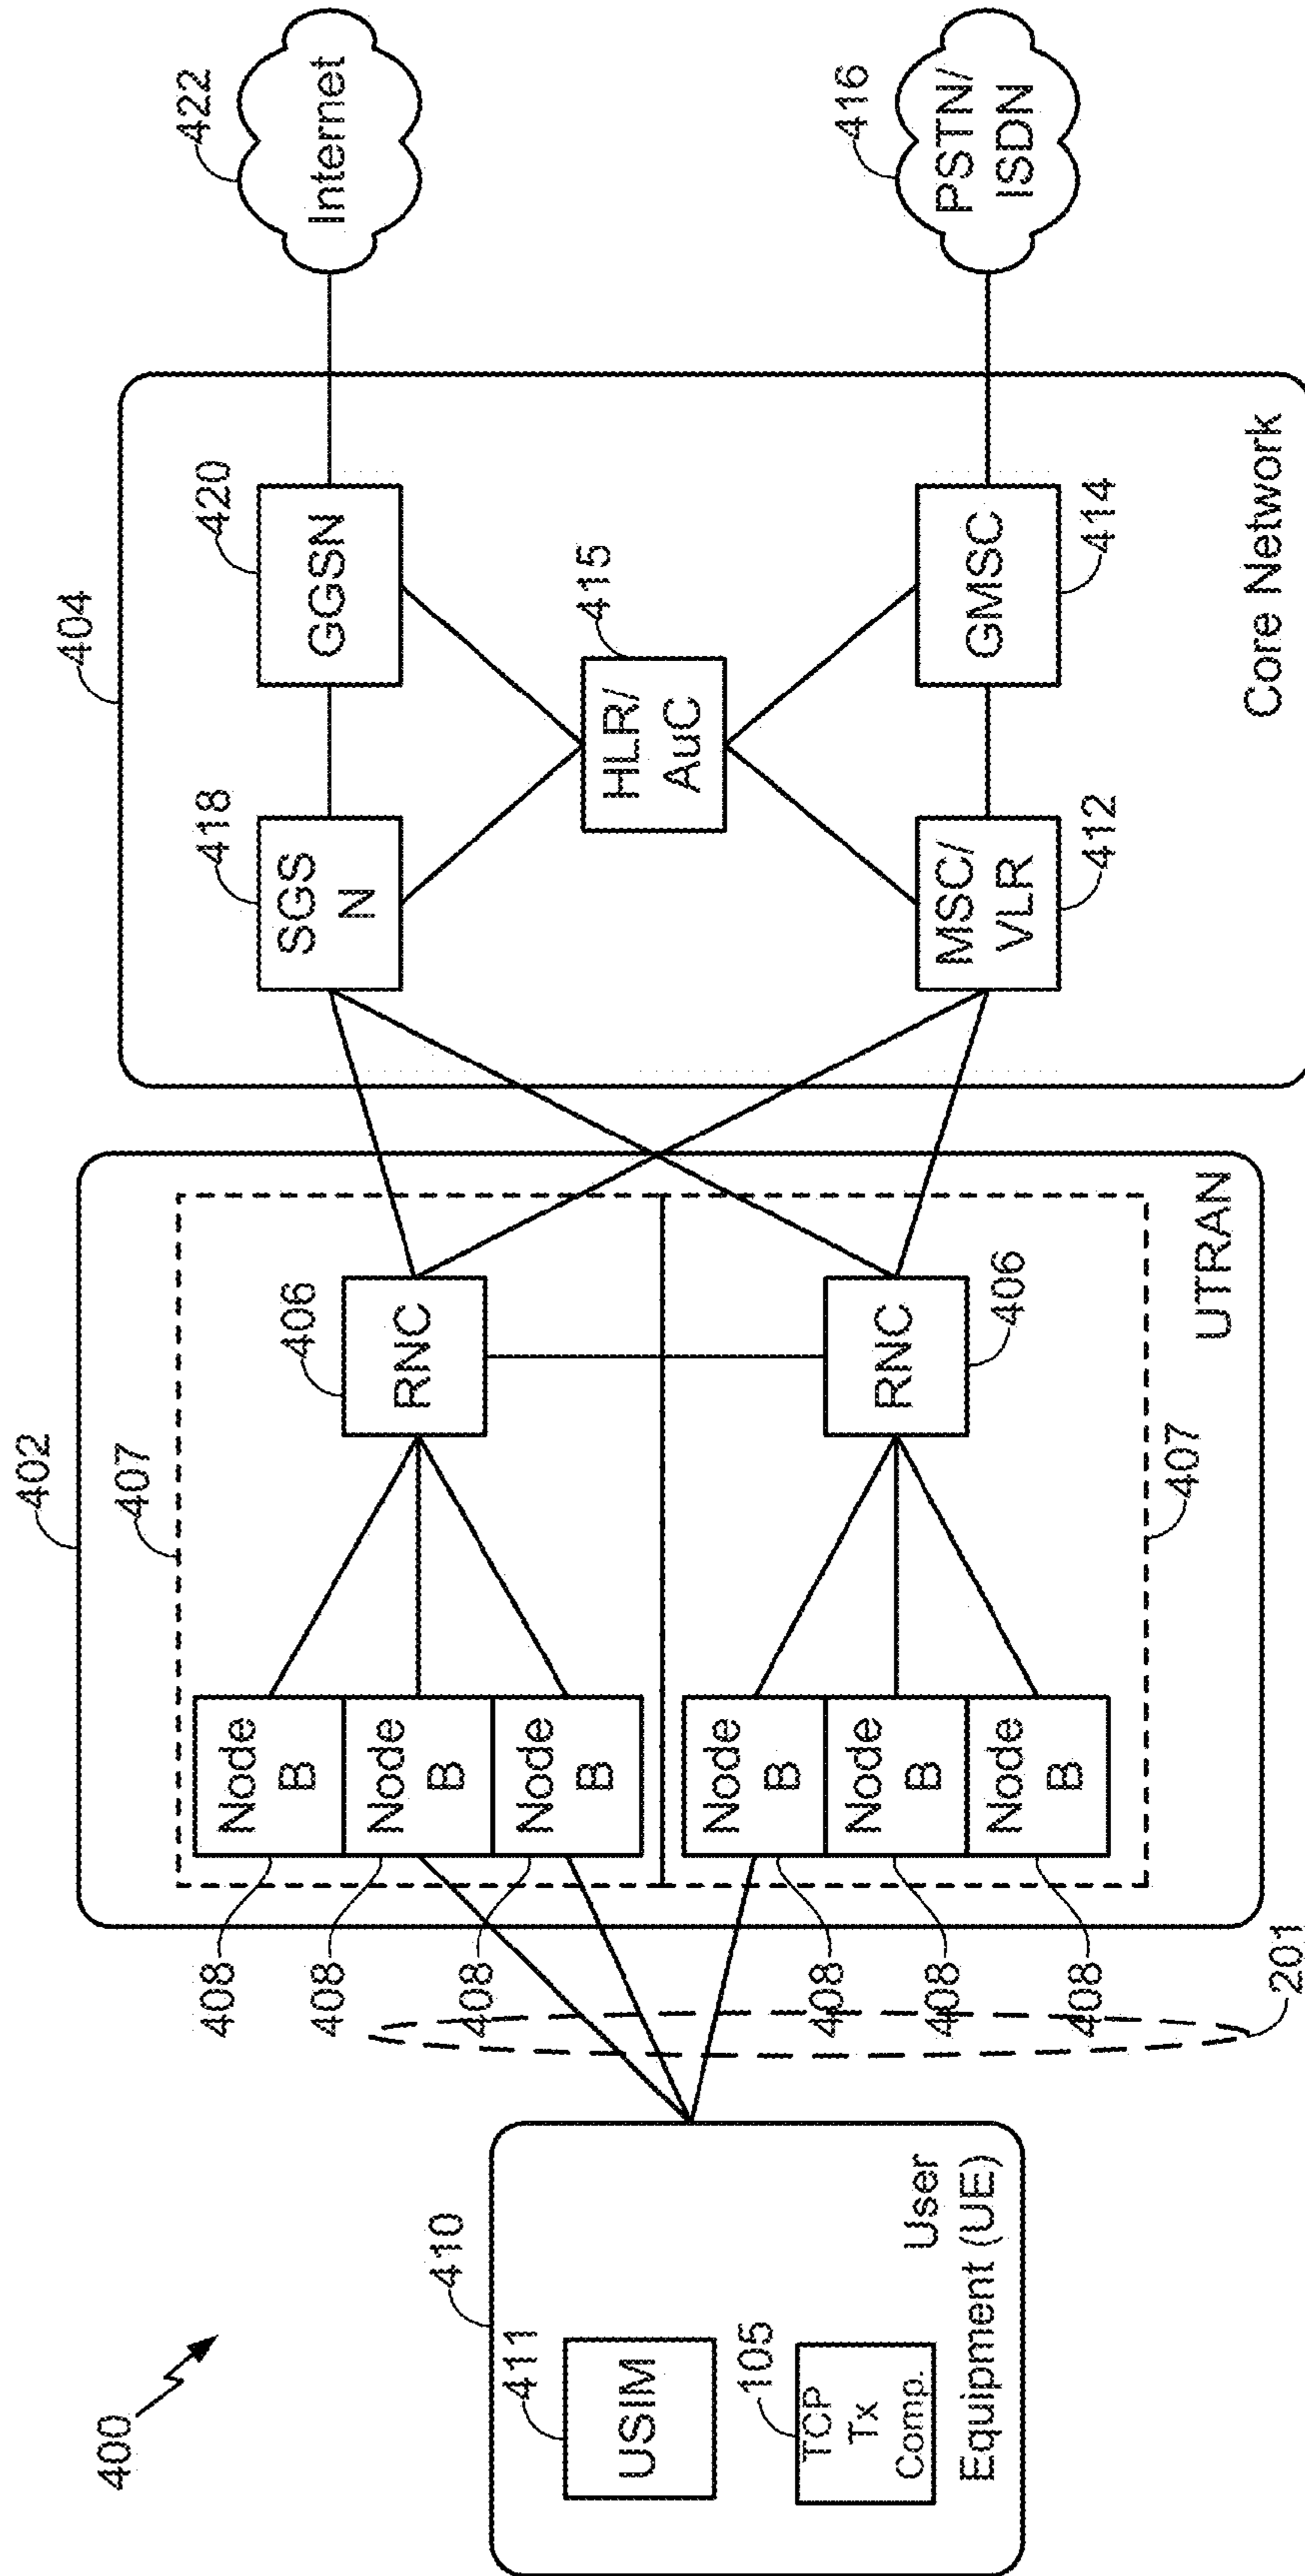 400
410
411
USIM
105
TCP
Tx
Comp.
User
Equipment (UE)
201
402
407
408
408
408
408
408
408
Node
B
Node
B
Node
B
Node
B
Node
B
Node
B
406
RNC
RNC
406
407
UTRAN
404
418
SGS
N
420
GGSN
415
HLR/
AuC
MSC/
VLR
412
GMSC
414
Core Network
422
Internet
416
PSTN/
ISDN